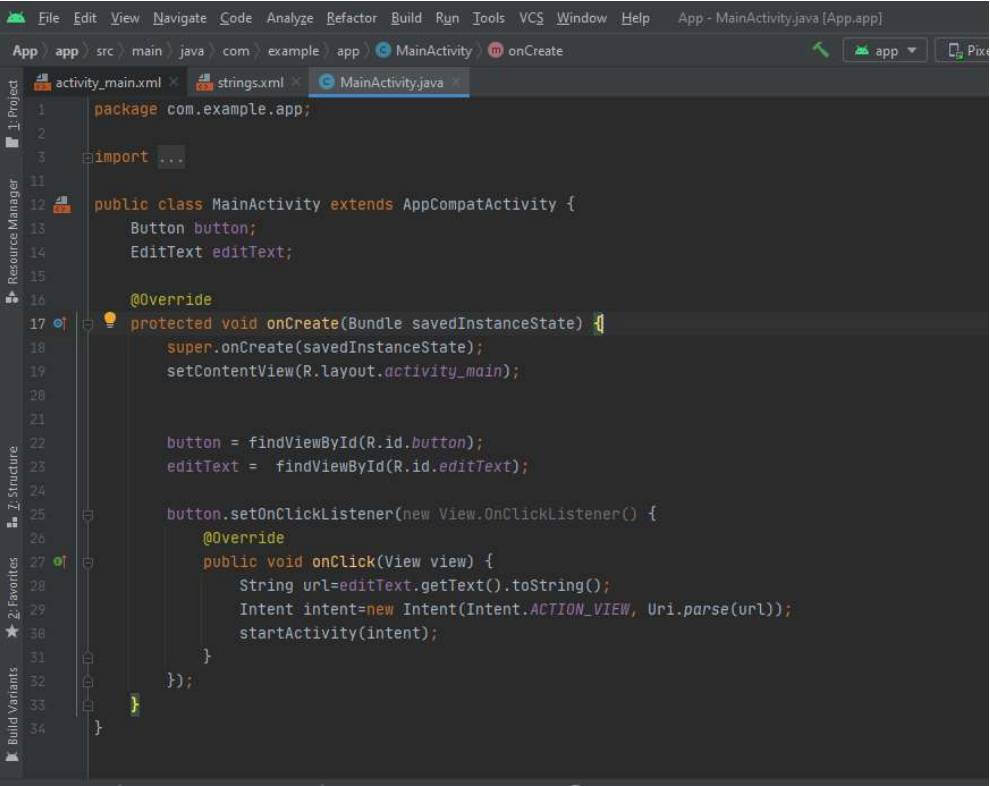 File Edit View Navigate Code Analyze Refactor Build Run Tools VCS Window Help App - MainActivity.java [App.app]
App app src main java com example app MainActivity onCreate app Pixe
activity_main.xml strings.xml MainActivity.java
1: Project
Resource Manager
7: Structure
2: Favorites
Build Variants
1 package com.example.app;
2
3 import ...
11
12 public class MainActivity extends AppCompatActivity {
13 Button button;
14 EditText editText;
15
16 @Override
17 protected void onCreate(Bundle savedInstanceState) {
18 super.onCreate(savedInstanceState);
19 setContentView(R.layout.activity_main);
20
21
22 button = findViewById(R.id.button);
23 editText =  findViewById(R.id.editText);
24
25 button.setOnClickListener(new View.OnClickListener() {
26 @Override
27 public void onClick(View view) {
28 String url=editText.getText().toString();
29 Intent intent=new Intent(Intent.ACTION_VIEW, Uri.parse(url));
30 startActivity(intent);
31 }
32 });
33 }
34 }